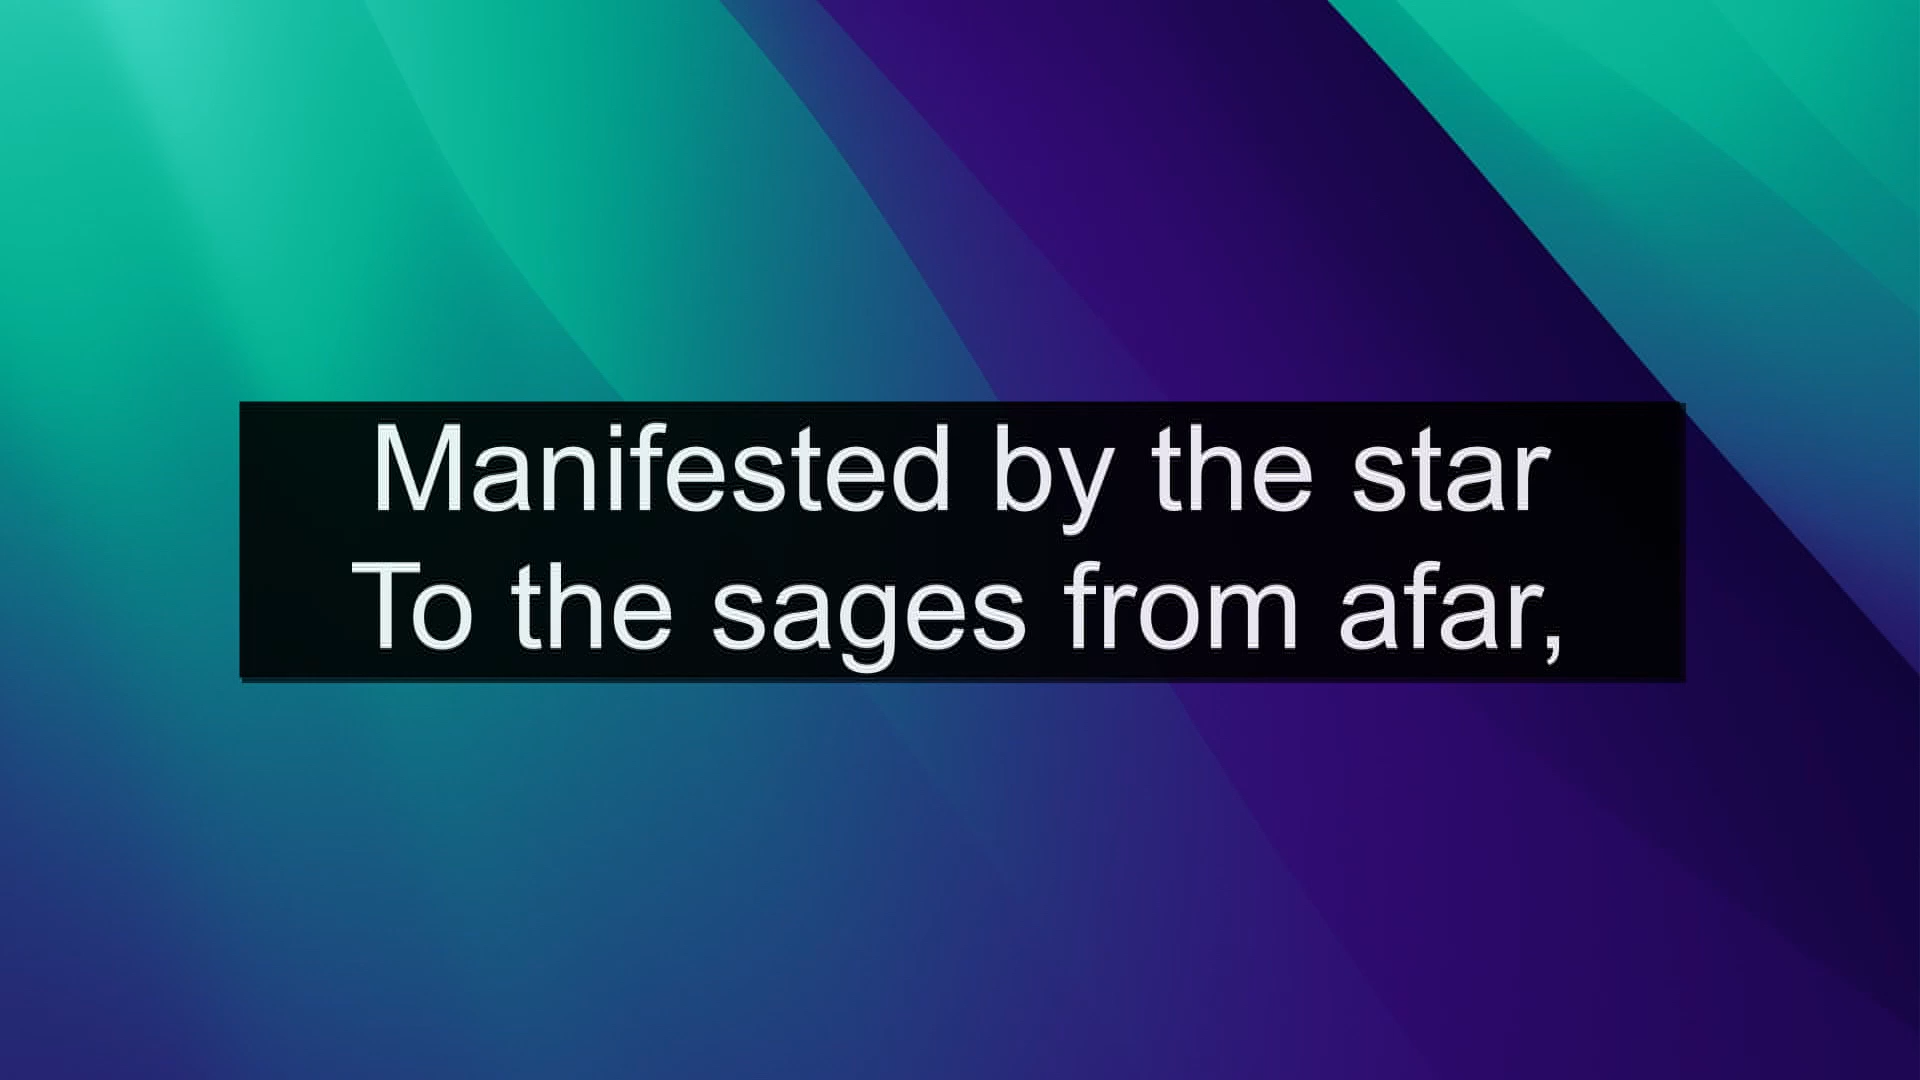 Manifested by the star
To the sages from afar,